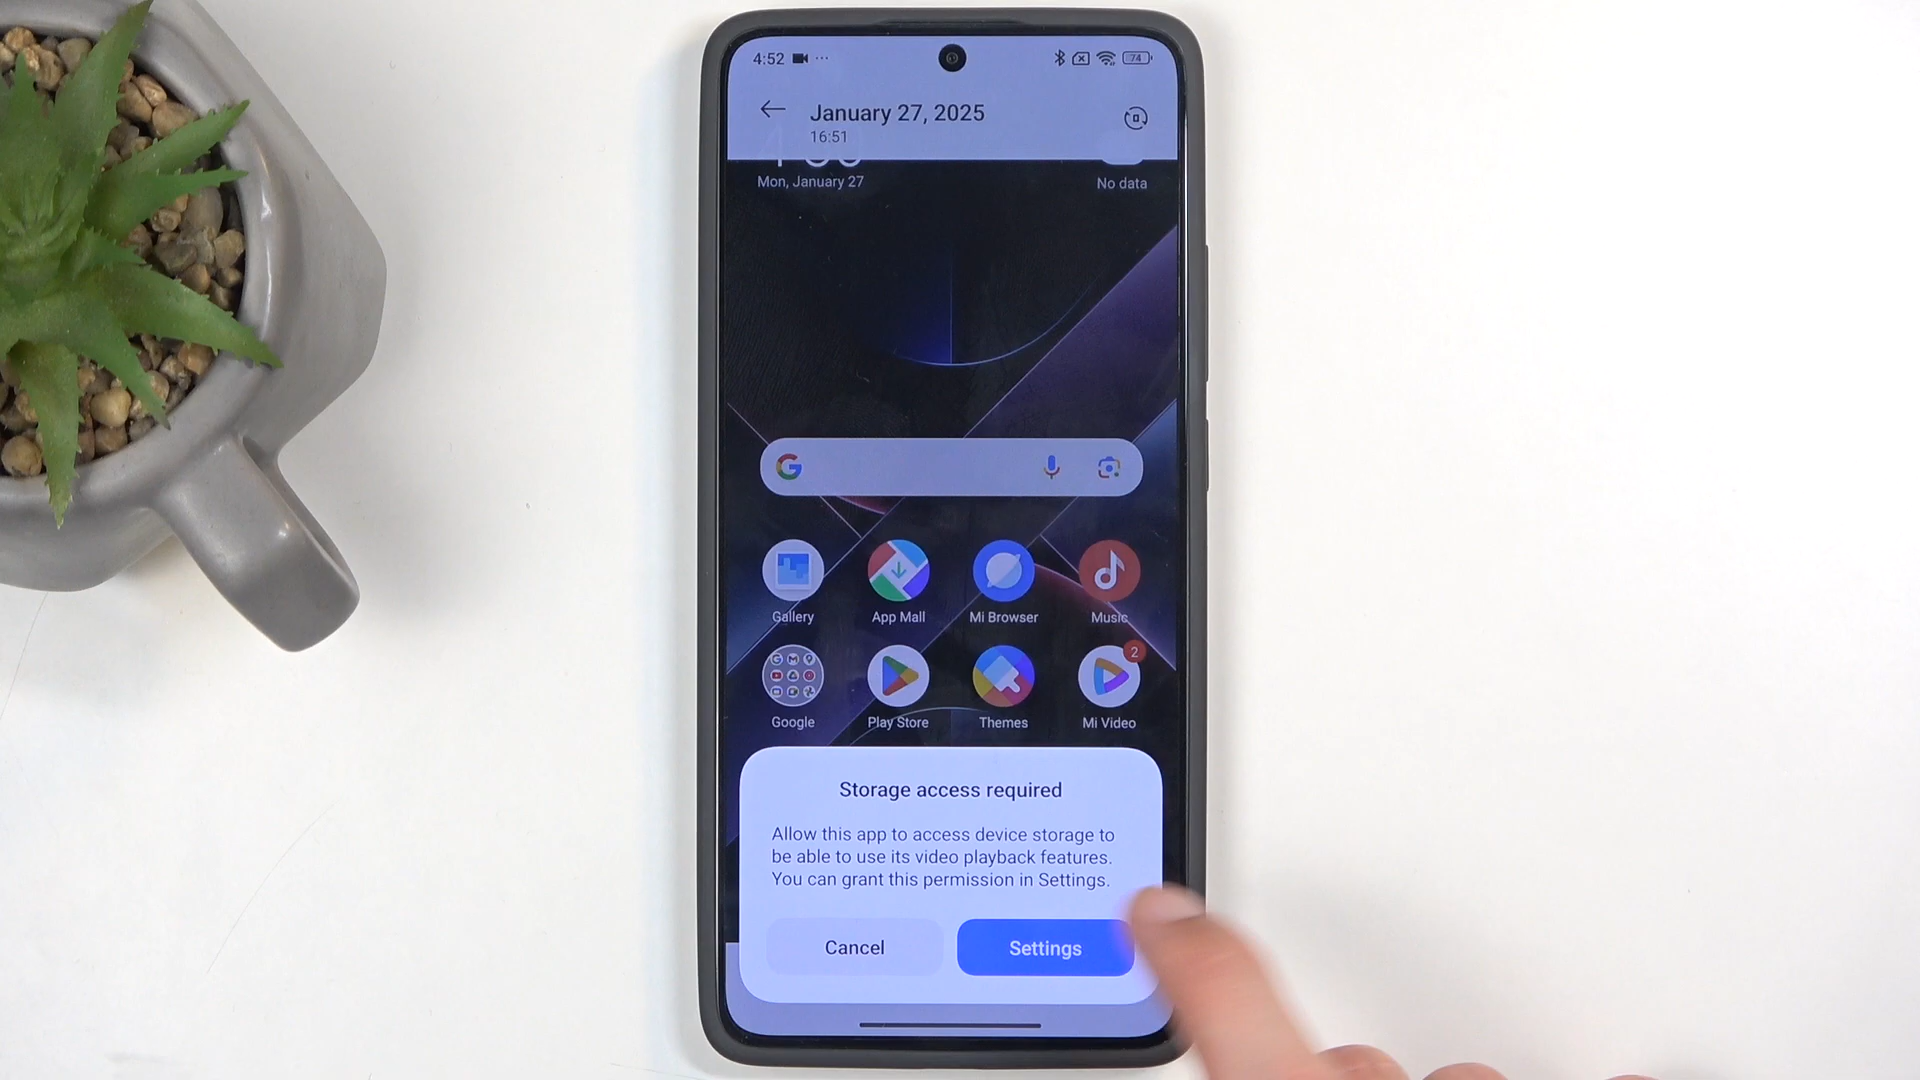 4:52
74
January 27, 2025
16:51
Mon, January 27
No data
Gallery
App Mall
Mi Browser
Music
2
Google
Play Store
Themes
Mi Video
Storage access required
Allow this app to access device storage to
be able to use its video playback features.
You can grant this permission in Settings.
Cancel
Settings